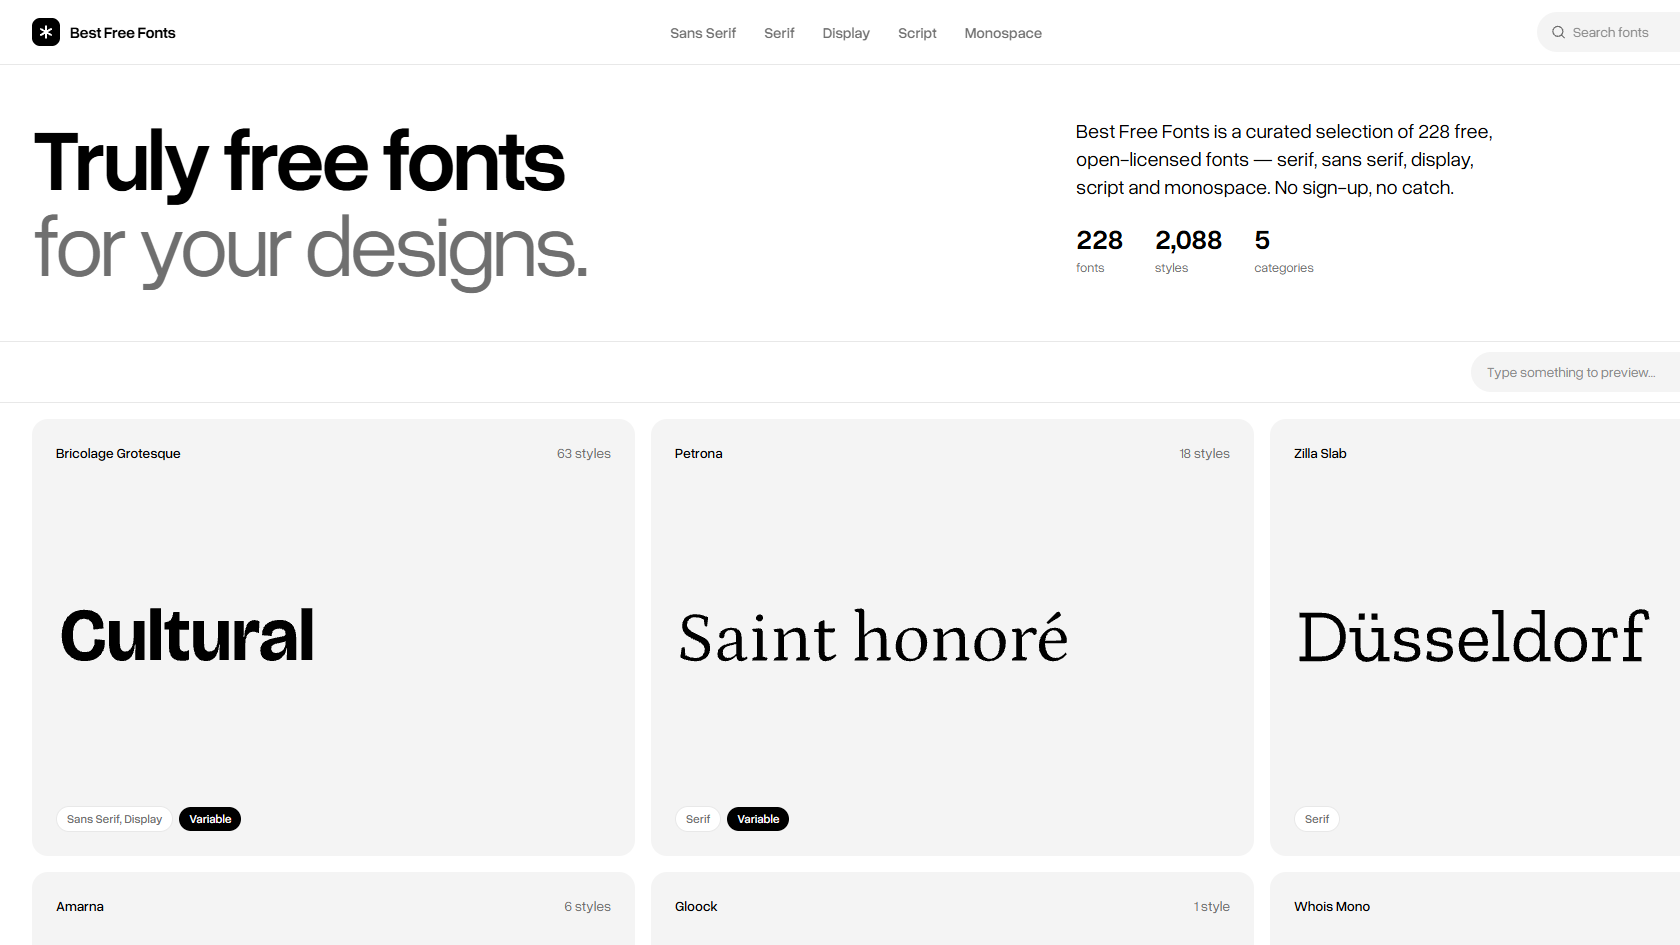 Best Free Fonts
Sans Serif Serif Display Script Monospace
Search fonts
Truly free fonts
for your designs.
Best Free Fonts is a curated selection of 228 free,
open-licensed fonts — serif, sans serif, display,
script and monospace. No sign-up, no catch.
228 2,088 5
fonts styles categories
Type something to preview...
Bricolage Grotesque 63 styles
Cultural
Sans Serif, Display Variable
Petrona 18 styles
Saint honoré
Serif Variable
Zilla Slab
Düsseldorf
Serif
Amarna 6 styles
Gloock 1 style
Whois Mono